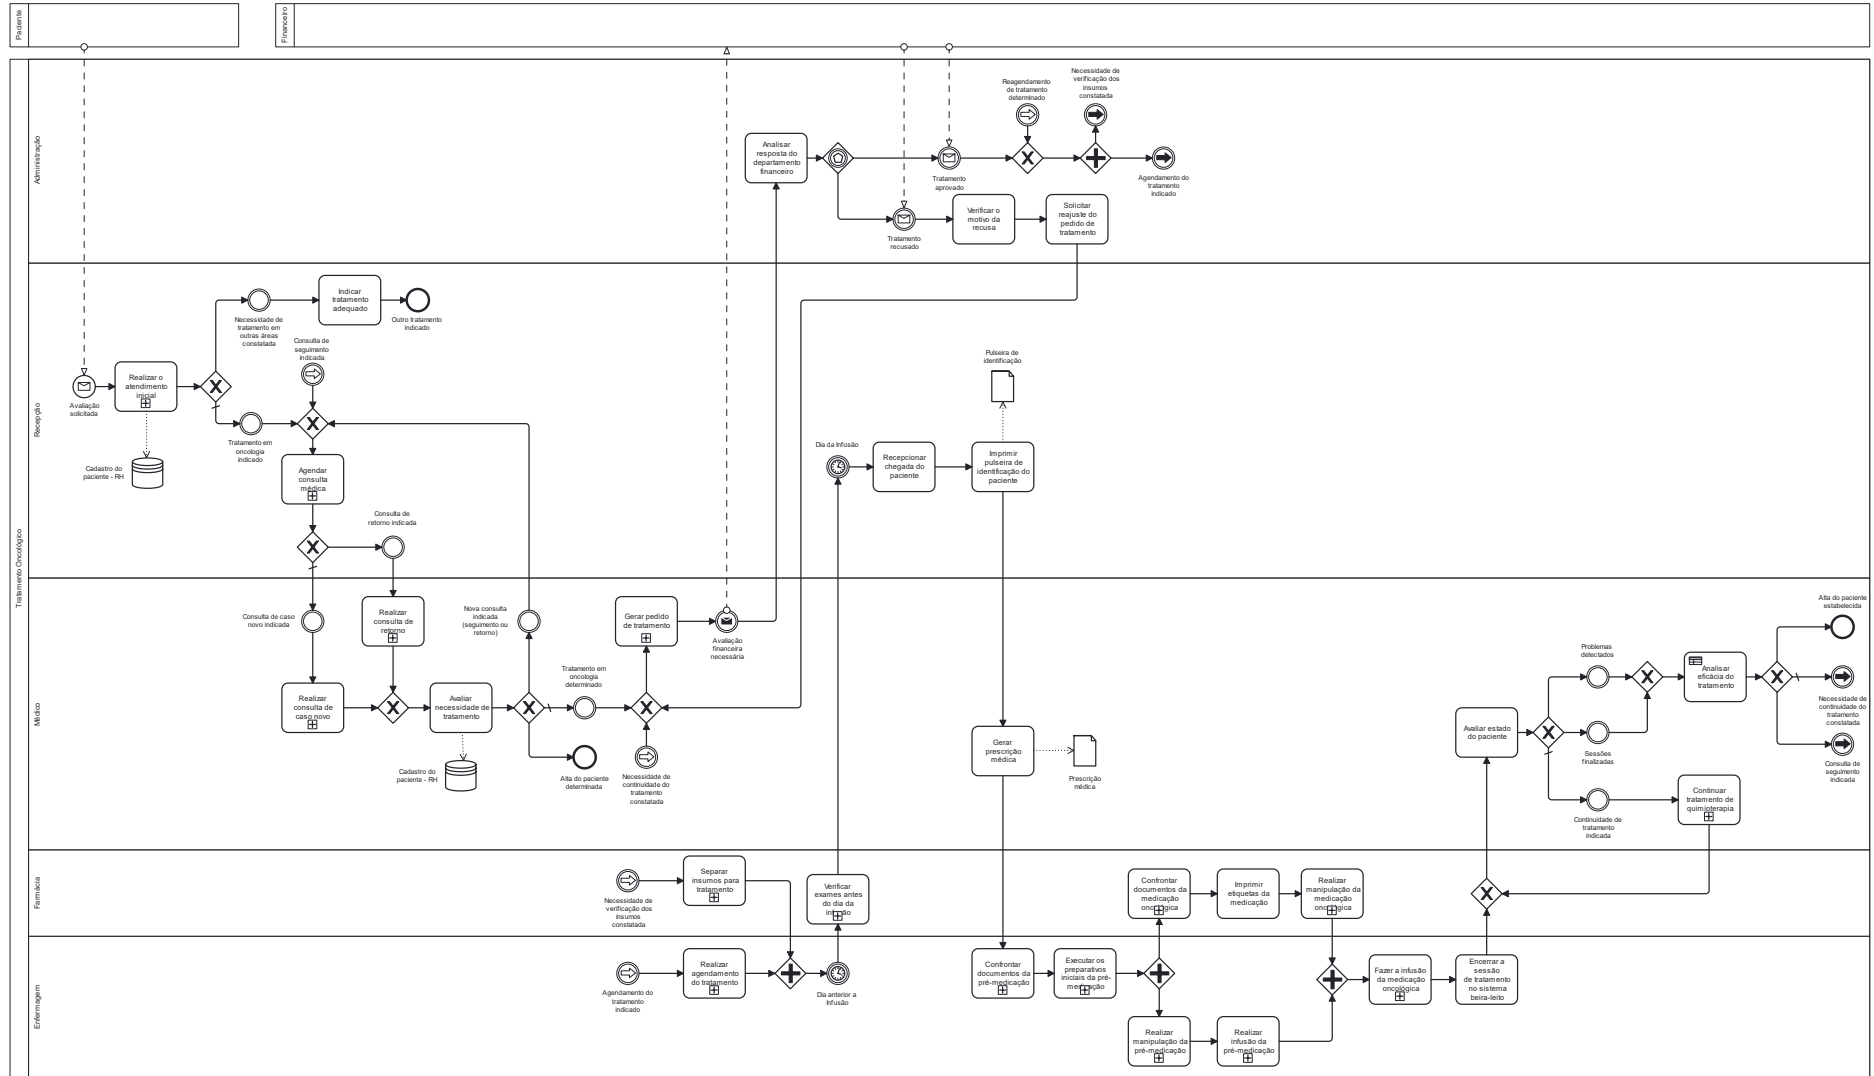 Paciente
Financeiro
Tratamento Oncológico
Administração
Reagendamento
de tratamento
determinado
Necessidade de
verificação dos
insumos
constatada
Analisar
resposta do
departamento
financeiro
Tratamento
aprovado
Agendamento do
tratamento
indicado
Tratamento
recusado
Verificar o
motivo da
recusa
Solicitar
reajuste do
pedido de
tratamento
Recepção
Necessidade de
tratamento em
outras áreas
constatada
Indicar
tratamento
adequado
Outro tratamento
indicado
Consulta de
seguimento
indicada
Avaliação
solicitada
Realizar o
atendimento
inicial
Tratamento em
oncologia
indicado
Cadastro do
paciente - RH
Agendar
consulta
médica
Consulta de
retorno indicada
Pulseira de
identificação
Dia da Infusão
Recepcionar
chegada do
paciente
Imprimir
pulseira de
identificação do
paciente
Médico
Consulta de caso
novo indicada
Realizar
consulta de
retorno
Nova consulta
indicada
(seguimento ou
retorno)
Gerar pedido
de tratamento
Avaliação
financeira
necessária
Realizar
consulta de
caso novo
Avaliar
necessidade de
tratamento
Tratamento em
oncologia
determinado
Cadastro do
paciente - RH
Alta do paciente
determinada
Necessidade de
continuidade do
tratamento
constatada
Gerar
prescrição
médica
Prescrição
médica
Avaliar estado
do paciente
Problemas
detectados
Sessões
finalizadas
Continuidade de
tratamento
indicada
Analisar
eficácia do
tratamento
Continuar
tratamento de
quimioterapia
Alta do paciente
estabelecida
Necessidade de
continuidade do
tratamento
constatada
Consulta de
seguimento
indicada
Farmácia
Necessidade de
verificação dos
insumos
constatada
Separar
insumos para
tratamento
Verificar
exames antes
do dia da
infusão
Confrontar
documentos da
medicação
oncológica
Imprimir
etiquetas da
medicação
Realizar
manipulação da
medicação
oncológica
Enfermagem
Agendamento do
tratamento
indicado
Realizar
agendamento
do tratamento
Dia anterior a
Infusão
Confrontar
documentos da
pré-medicação
Executar os
preparativos
iniciais da pré-
medicação
Realizar
manipulação da
pré-medicação
Realizar
infusão da
pré-medicação
Fazer a infusão
da medicação
oncológica
Encerrar a
sessão
de tratamento
no sistema
beira-leito